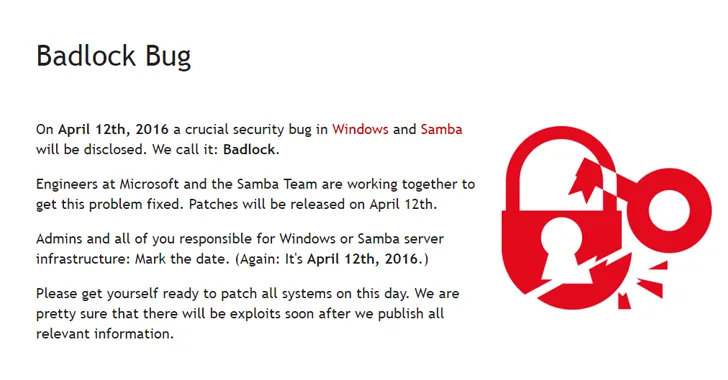 Badlock Bug
On April 12th, 2016 a crucial security bug in Windows and Samba
will be disclosed. We call it: Badlock.
Engineers at Microsoft and the Samba Team are working together to
get this problem fixed. Patches will be released on April 12th.
Admins and all of you responsible for Windows or Samba server
infrastructure: Mark the date. (Again: It's April 12th, 2016.)
Please get yourself ready to patch all systems on this day. We are
pretty sure that there will be exploits soon after we publish all
relevant information.